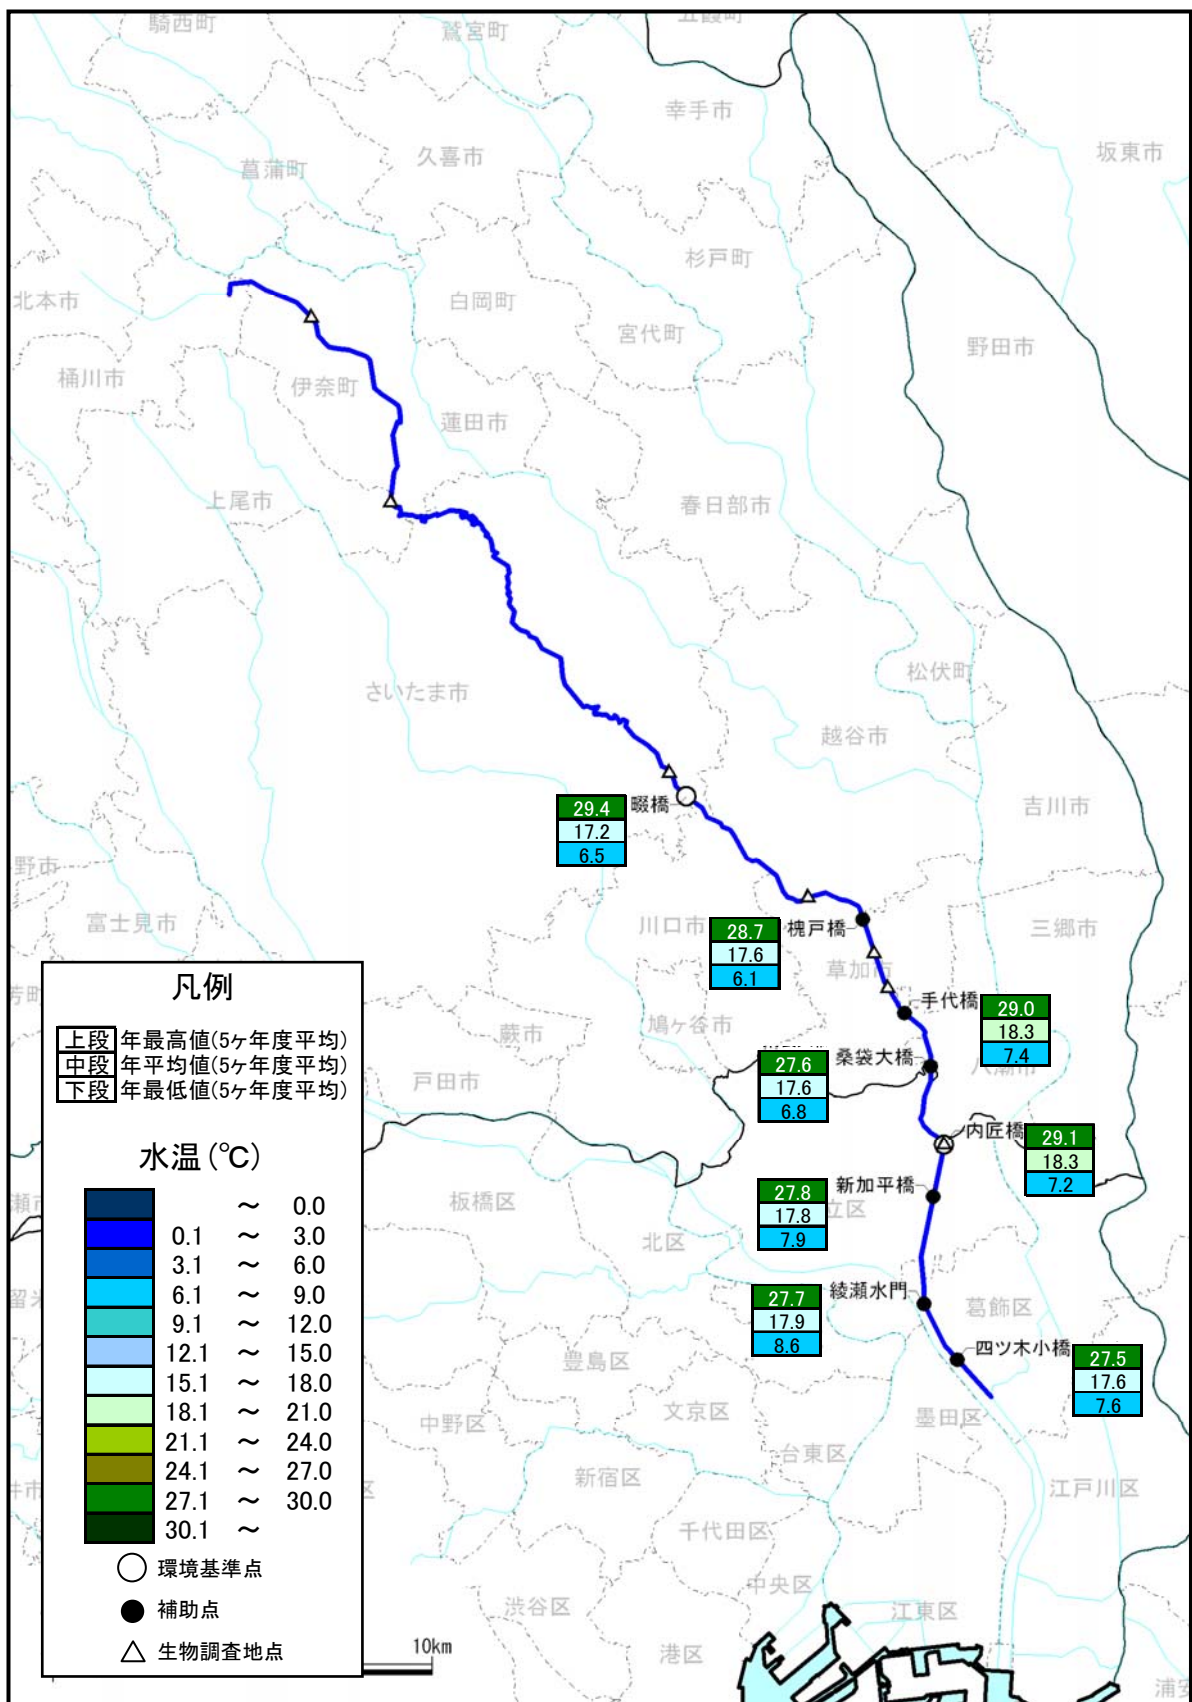 騎西町
鷲宮町
五霞町
幸手市
坂東市
久喜市
菖蒲町
杉戸町
北本市
白岡町
宮代町
野田市
桶川市
伊奈町
蓮田市
上尾市
春日部市
松伏町
さいたま市
越谷市
吉川市
畷橋
29.4
17.2
6.5
野市
富士見市
川口市
槐戸橋
28.7
17.6
6.1
三郷市
草加市
手代橋
29.0
18.3
7.4
蕨市
鳩ヶ谷市
戸田市
桑袋大橋
27.6
17.6
6.8
八潮市
内匠橋
29.1
18.3
7.2
新加平橋
27.8
17.8
7.9
立区
板橋区
北区
綾瀬水門
27.7
17.9
8.6
葛飾区
四ツ木小橋
27.5
17.6
7.6
豊島区
文京区
墨田区
中野区
台東区
新宿区
江戸川区
千代田区
中央区
渋谷区
江東区
港区
凡例
上段 年最高値(5ヶ年度平均)
中段 年平均値(5ヶ年度平均)
下段 年最低値(5ヶ年度平均)
水温(℃)
～ 0.0
0.1 ～ 3.0
3.1 ～ 6.0
6.1 ～ 9.0
9.1 ～ 12.0
12.1 ～ 15.0
15.1 ～ 18.0
18.1 ～ 21.0
21.1 ～ 24.0
24.1 ～ 27.0
27.1 ～ 30.0
30.1 ～
環境基準点
補助点
生物調査地点
10km